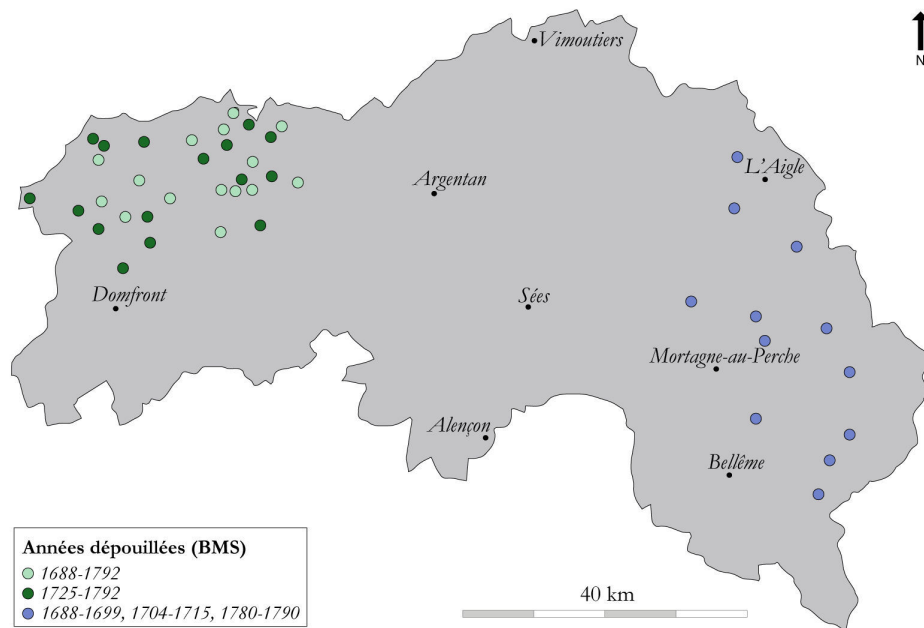 Vimoutiers
N
L'Aigle
Argentan
Domfront
Sées
Mortagne-au-Perche
Alençon
Bellême
Années dépouillées (BMS)
1688-1792
1725-1792
1688-1699, 1704-1715, 1780-1790
40 km